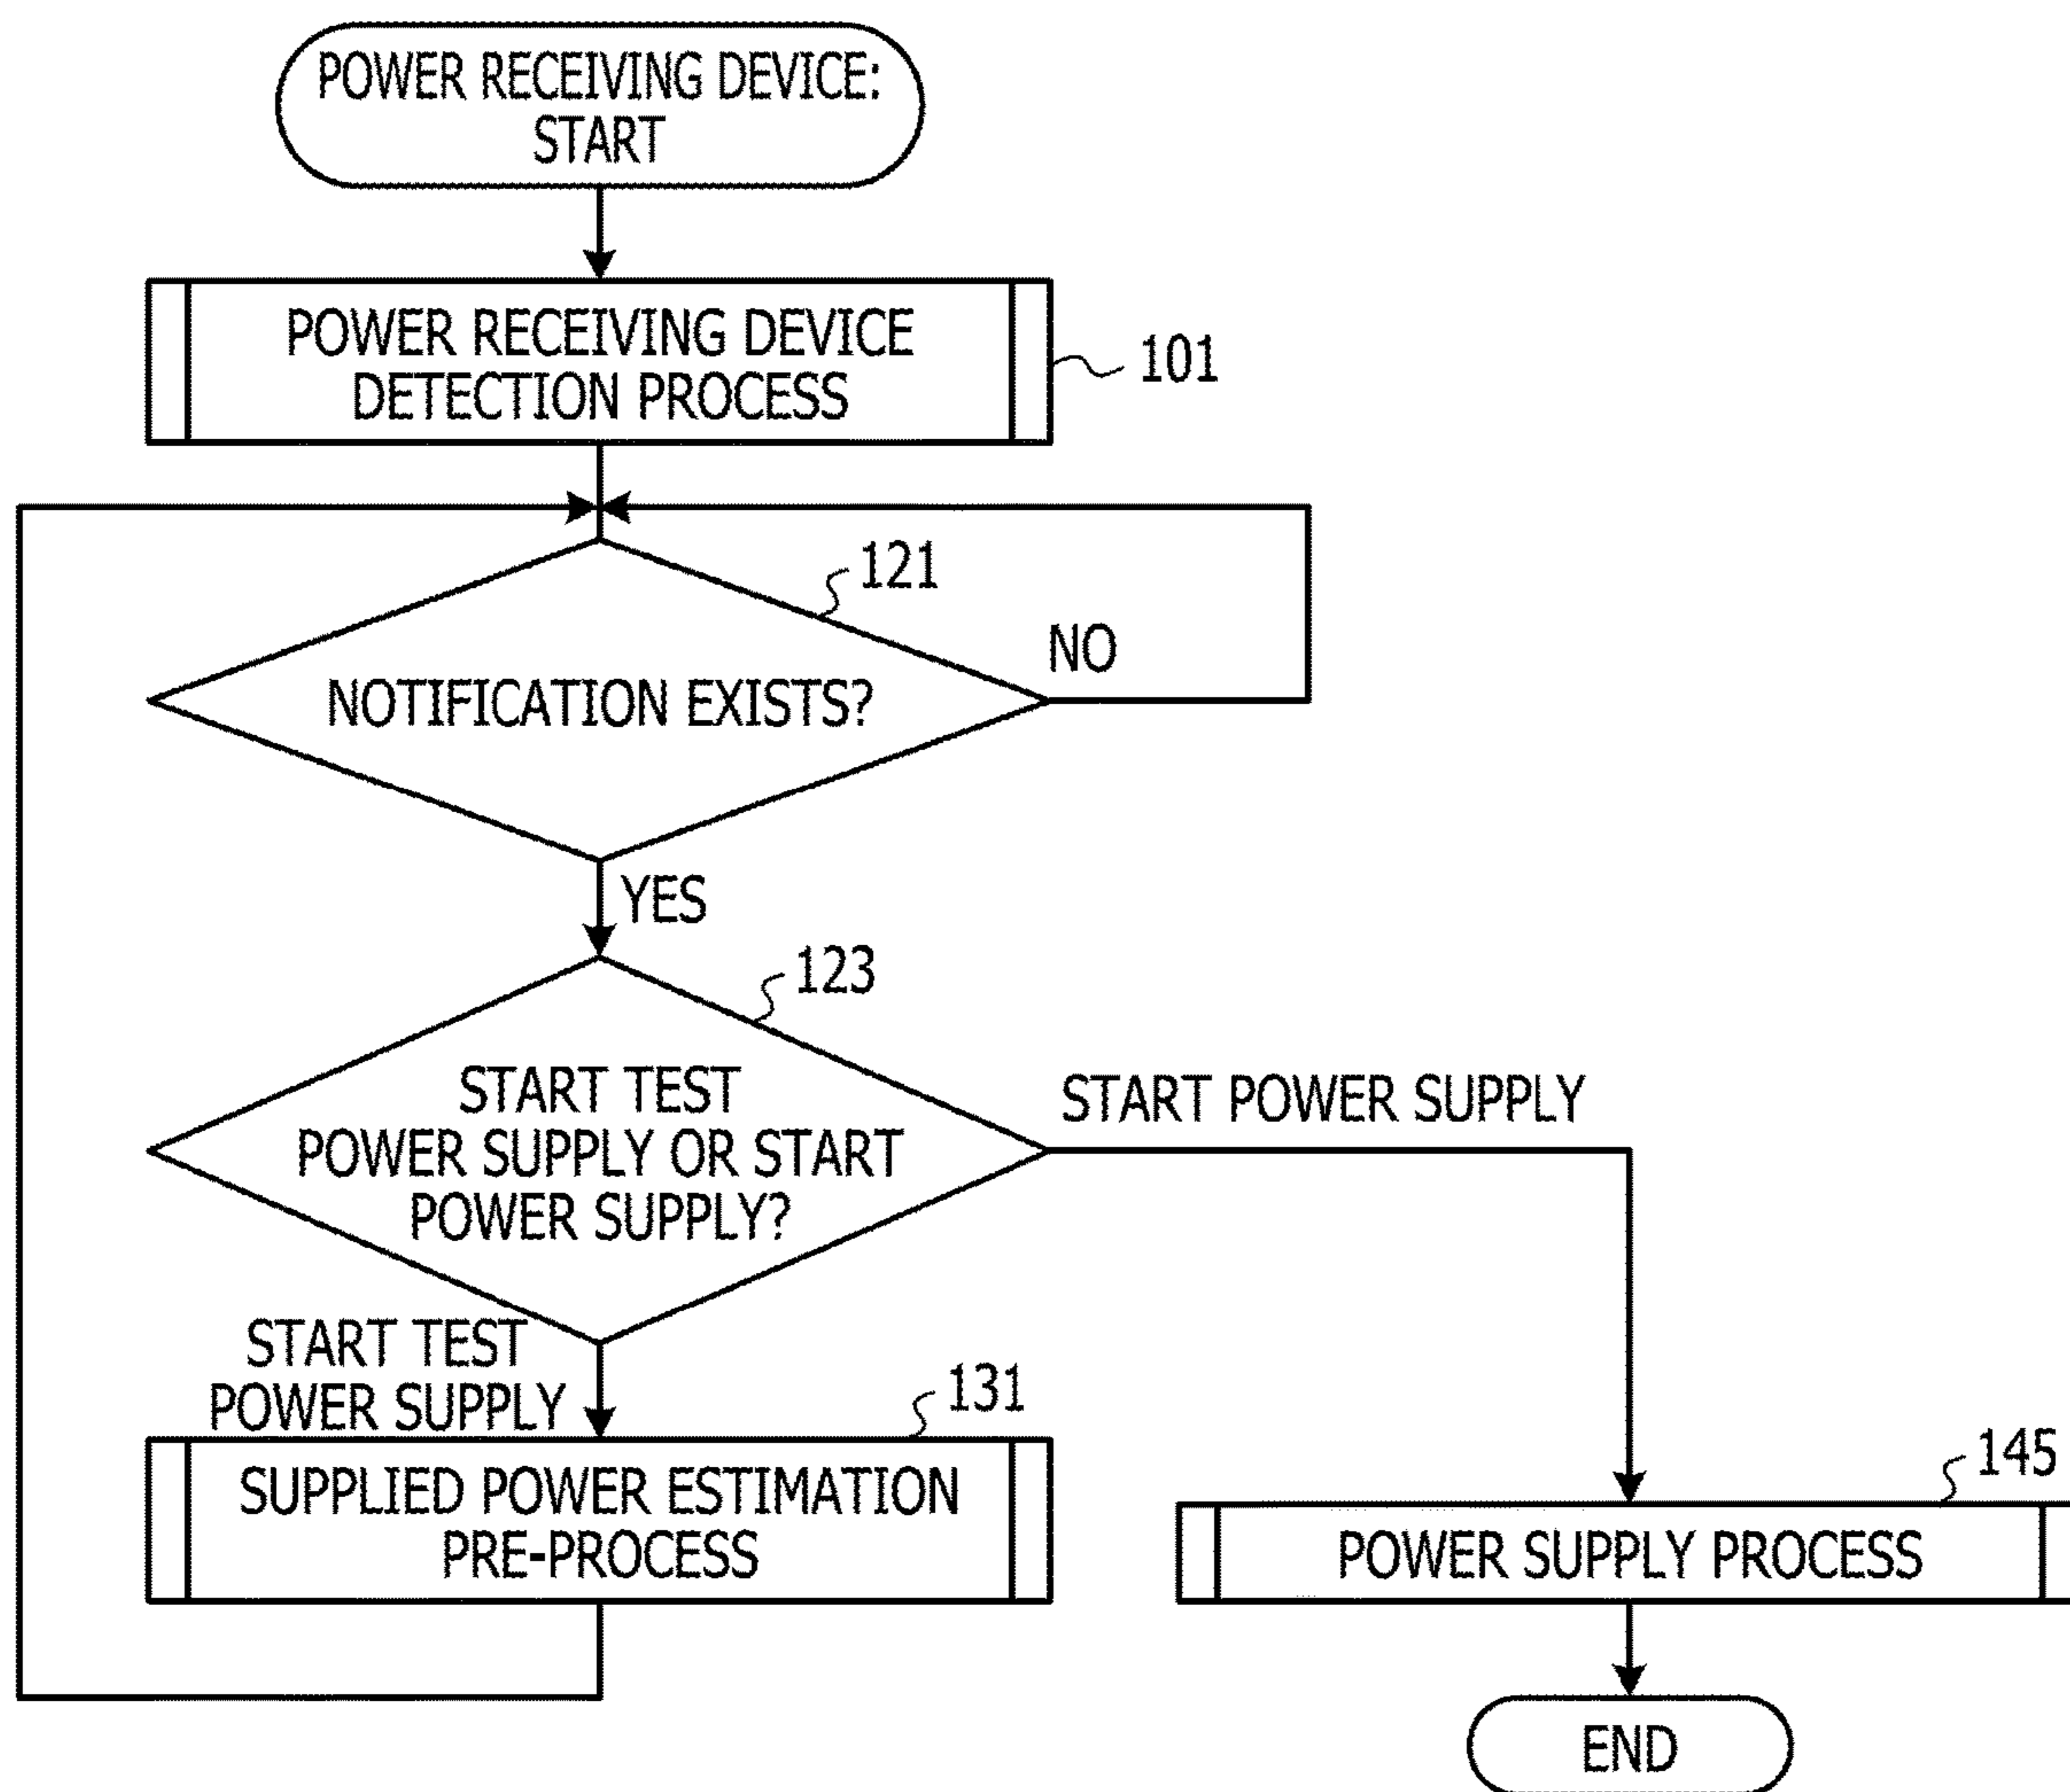 POWER RECEIVING DEVICE:
START
POWER RECEIVING DEVICE
DETECTION PROCESS
101
121
NOTIFICATION EXISTS?
NO
YES
123
START TEST
POWER SUPPLY OR START
POWER SUPPLY?
START POWER SUPPLY
START TEST
POWER SUPPLY
131
SUPPLIED POWER ESTIMATION
PRE-PROCESS
145
POWER SUPPLY PROCESS
END